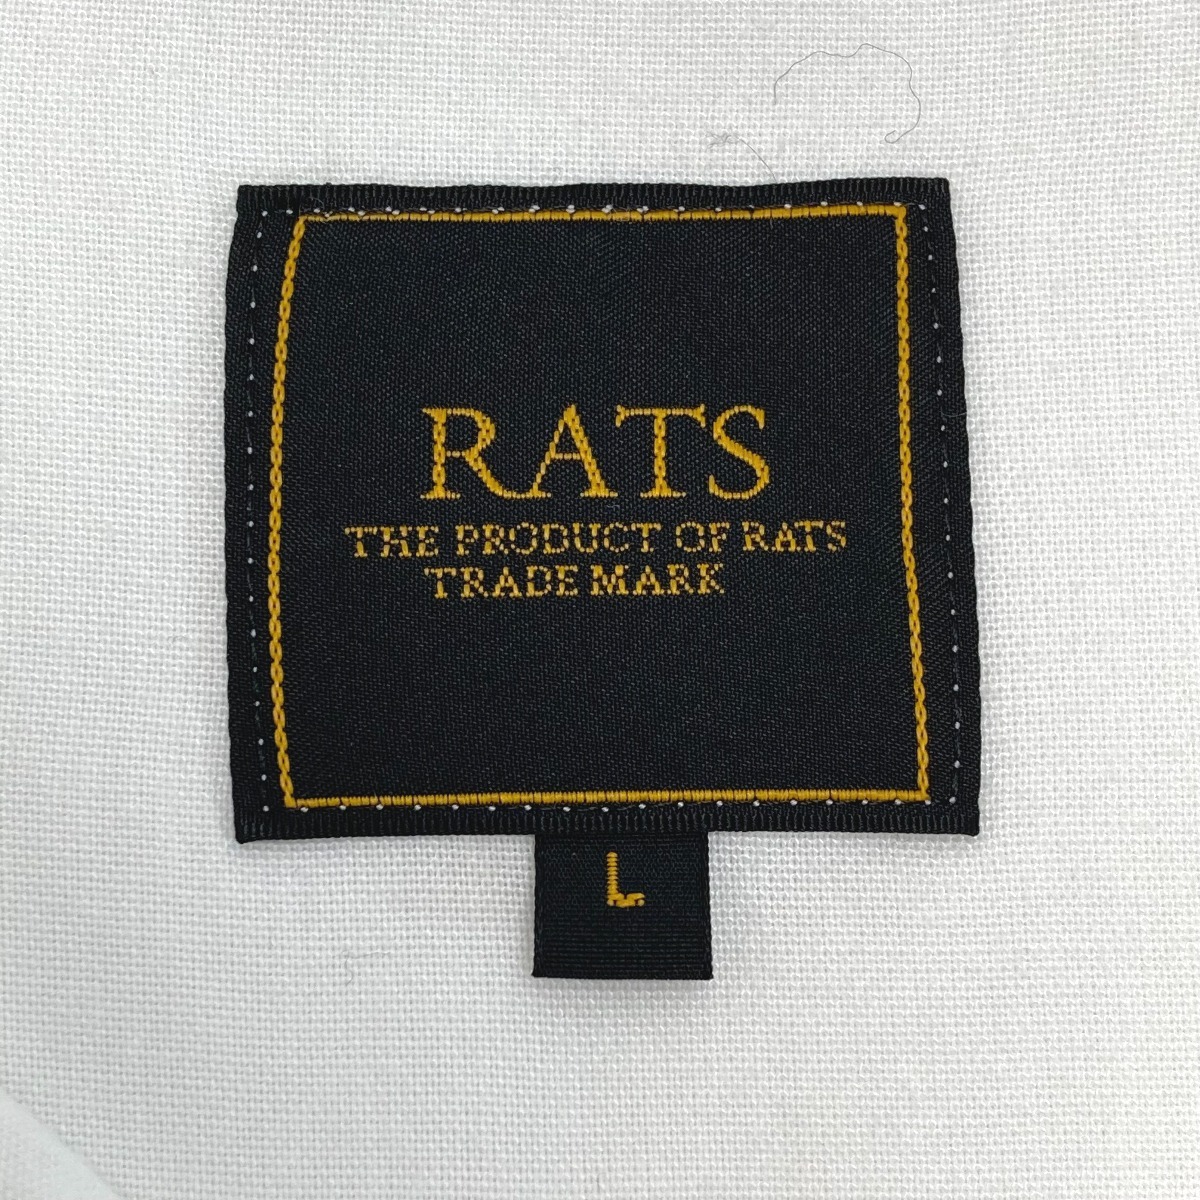 RATS
THE PRODUCT OF RATS
TRADE MARK
L